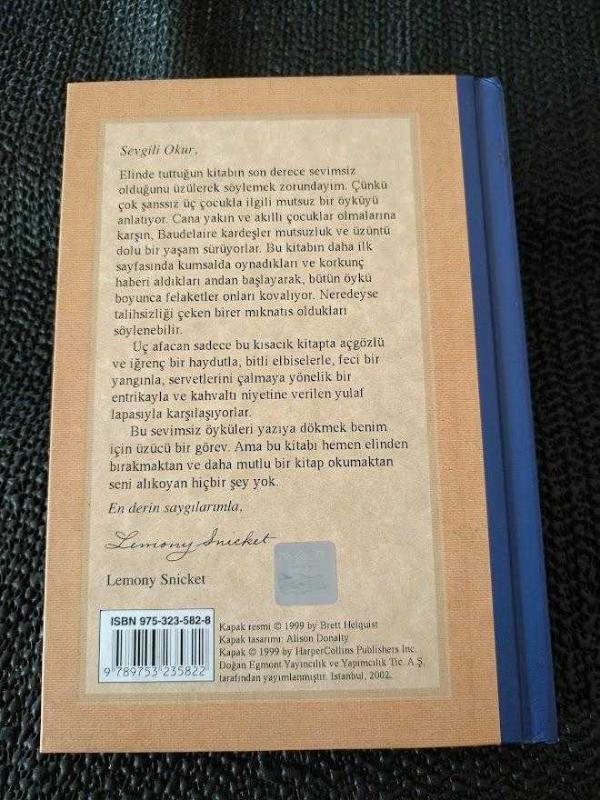 Sevgili Okur,
Elinde tuttuğun kitabın son derece sevimsiz
olduğunu üzülerek söylemek zorundayım. Çünkü
çok şanssız üç çocukla ilgili mutsuz bir öyküyü
anlatıyor. Cana yakın ve akıllı çocuklar olmalarına
karşın, Baudelaire kardeşler mutsuzluk ve üzüntü
dolu bir yaşam sürüyorlar. Bu kitabın daha ilk
sayfasında kumsalda oynadıkları ve korkunç
haberi aldıkları andan başlayarak, bütün öykü
boyunca felaketler onları kovalıyor. Neredeyse
talihsizliği çeken birer mıknatıs oldukları
söylenebilir.
Üç afacan sadece bu kısacık kitapta açgözlü
ve iğrenç bir haydutla, bitli elbiselerle, feci bir
yangınla, servetlerini çalmaya yönelik bir
entrikayla ve kahvaltı niyetine verilen yulaf
lapasıyla karşılaşıyorlar.
Bu sevimsiz öyküleri yazıya dökmek benim
için üzücü bir görev. Ama bu kitabı hemen elinden
bırakmaktan ve daha mutlu bir kitap okumaktan
seni alıkoyan hiçbir şey yok.
En derin saygılarımla,
Lemony Snicket
Lemony Snicket
ISBN 975-323-582-8
9 789753 235822
Kapak resmi © 1999 by Brett Helquist
Kapak tasarımı: Alison Donalty
Kapak © 1999 by HarperCollins Publishers Inc.
Doğan Egmont Yayıncılık ve Yapımcılık Tic. A.Ş.
tarafından yayımlanmıştır. İstanbul, 2002.